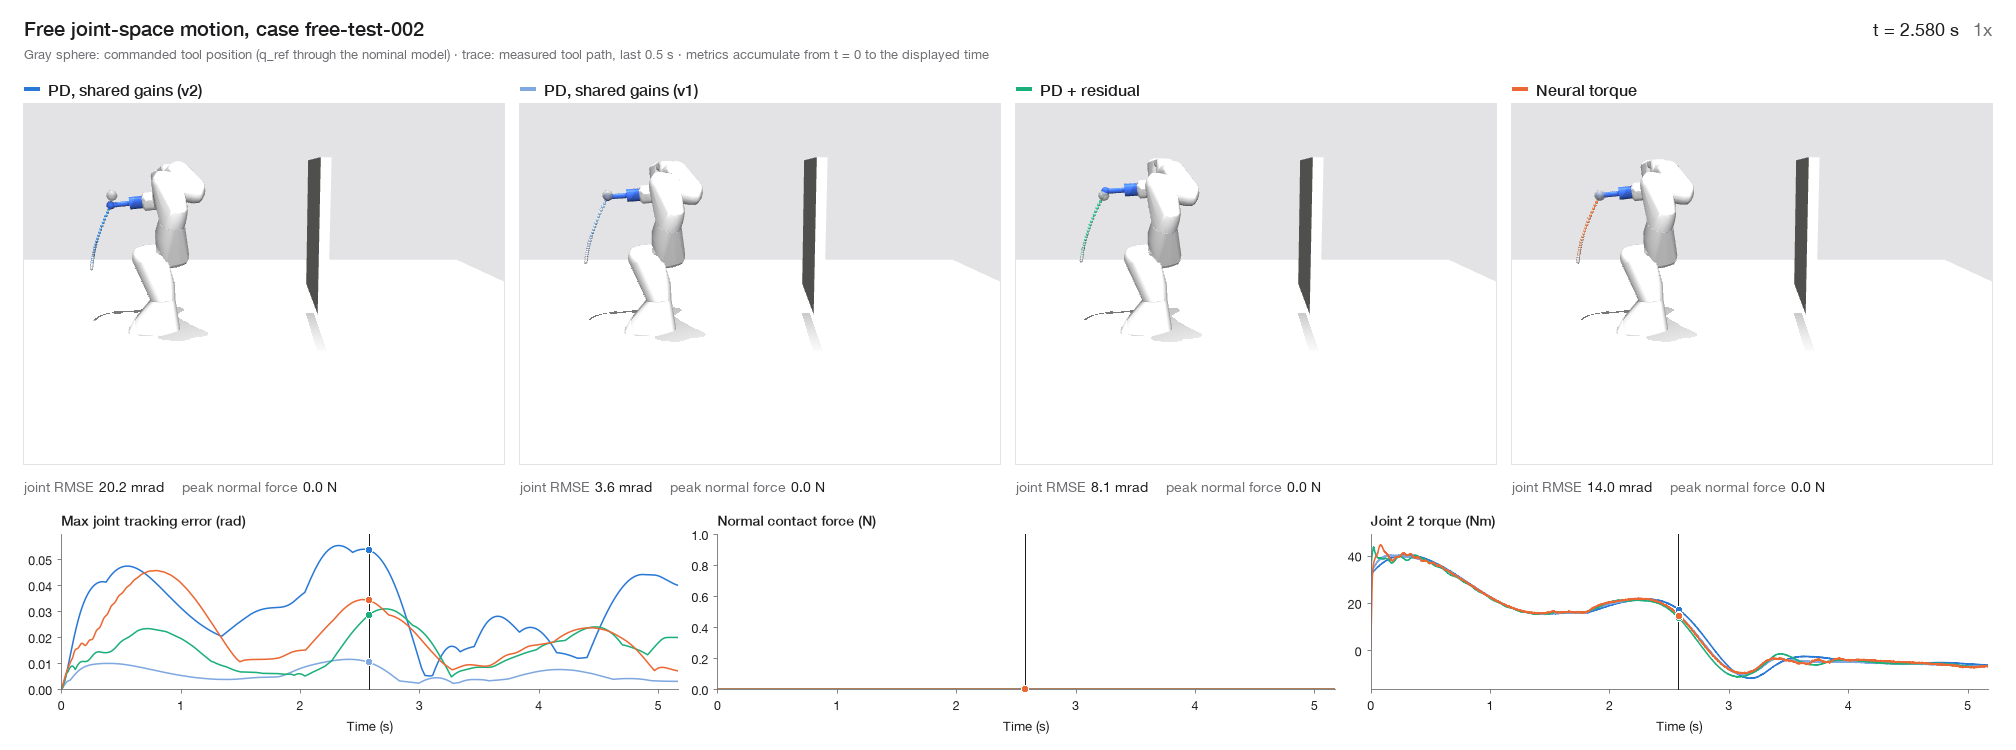 Free joint-space motion, case free-test-002
t = 2.580 s 1x
Gray sphere: commanded tool position (q_ref through the nominal model) · trace: measured tool path, last 0.5 s · metrics accumulate from t = 0 to the displayed time
PD, shared gains (v2)
PD, shared gains (v1)
PD + residual
Neural torque
joint RMSE 20.2 mrad peak normal force 0.0 N
joint RMSE 3.6 mrad peak normal force 0.0 N
joint RMSE 8.1 mrad peak normal force 0.0 N
joint RMSE 14.0 mrad peak normal force 0.0 N
Max joint tracking error (rad)
0.05
0.04
0.03
0.02
0.01
0.00
0 1 2 3 4 5
Time (s)
Normal contact force (N)
1.0
0.8
0.6
0.4
0.2
0.0
0 1 2 3 4 5
Time (s)
Joint 2 torque (Nm)
40
20
0
0 1 2 3 4 5
Time (s)